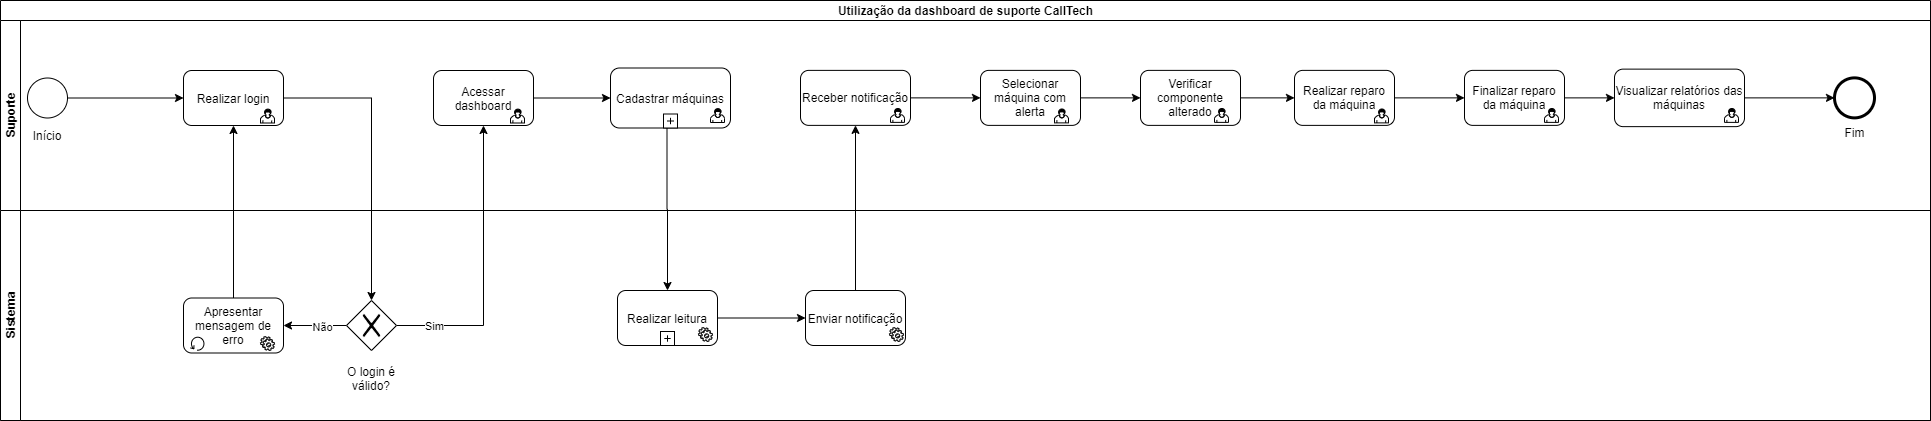 Utilização da dashboard de suporte CallTech
Suporte
Início
Realizar login
Acessar
dashboard
Cadastrar máquinas
Receber notificação
Selecionar
máquina com
alerta
Verificar
componente
alterado
Realizar reparo
da máquina
Finalizar reparo
da máquina
Visualizar relatórios das
máquinas
Fim
Sistema
Apresentar
mensagem de
erro
Não
Sim
O login é
válido?
Realizar leitura
Enviar notificação